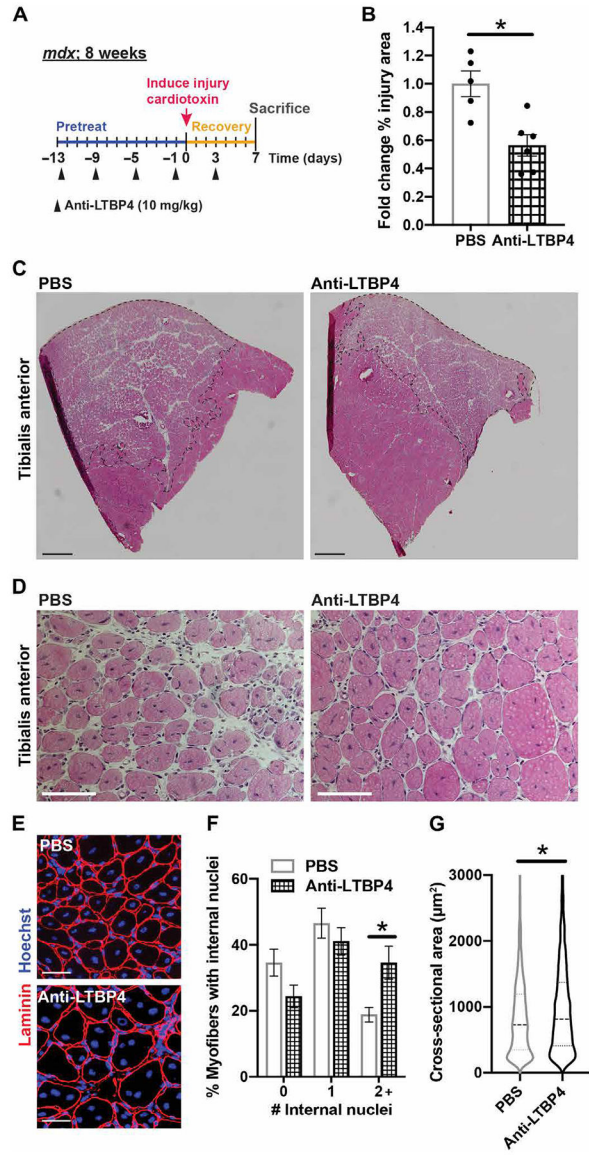 A
mdx; 8 weeks
Induce injury
cardiotoxin
Sacrifice
Pretreat
Recovery
–13 –9 –5 –1 0 3 7 Time (days)
Anti-LTBP4 (10 mg/kg)
B
*
Fold change % injury area
1.4
1.2
1.0
0.8
0.6
0.4
0.2
0.0
PBS Anti-LTBP4
C
PBS
Anti-LTBP4
Tibialis anterior
D
PBS
Anti-LTBP4
Tibialis anterior
E
PBS
Anti-LTBP4
Laminin Hoechst
F
PBS
Anti-LTBP4
*
% Myofibers with internal nuclei
60
40
20
0
0 1 2+
# Internal nuclei
G
*
Cross-sectional area (µm²)
3000
2000
1000
0
PBS
Anti-LTBP4